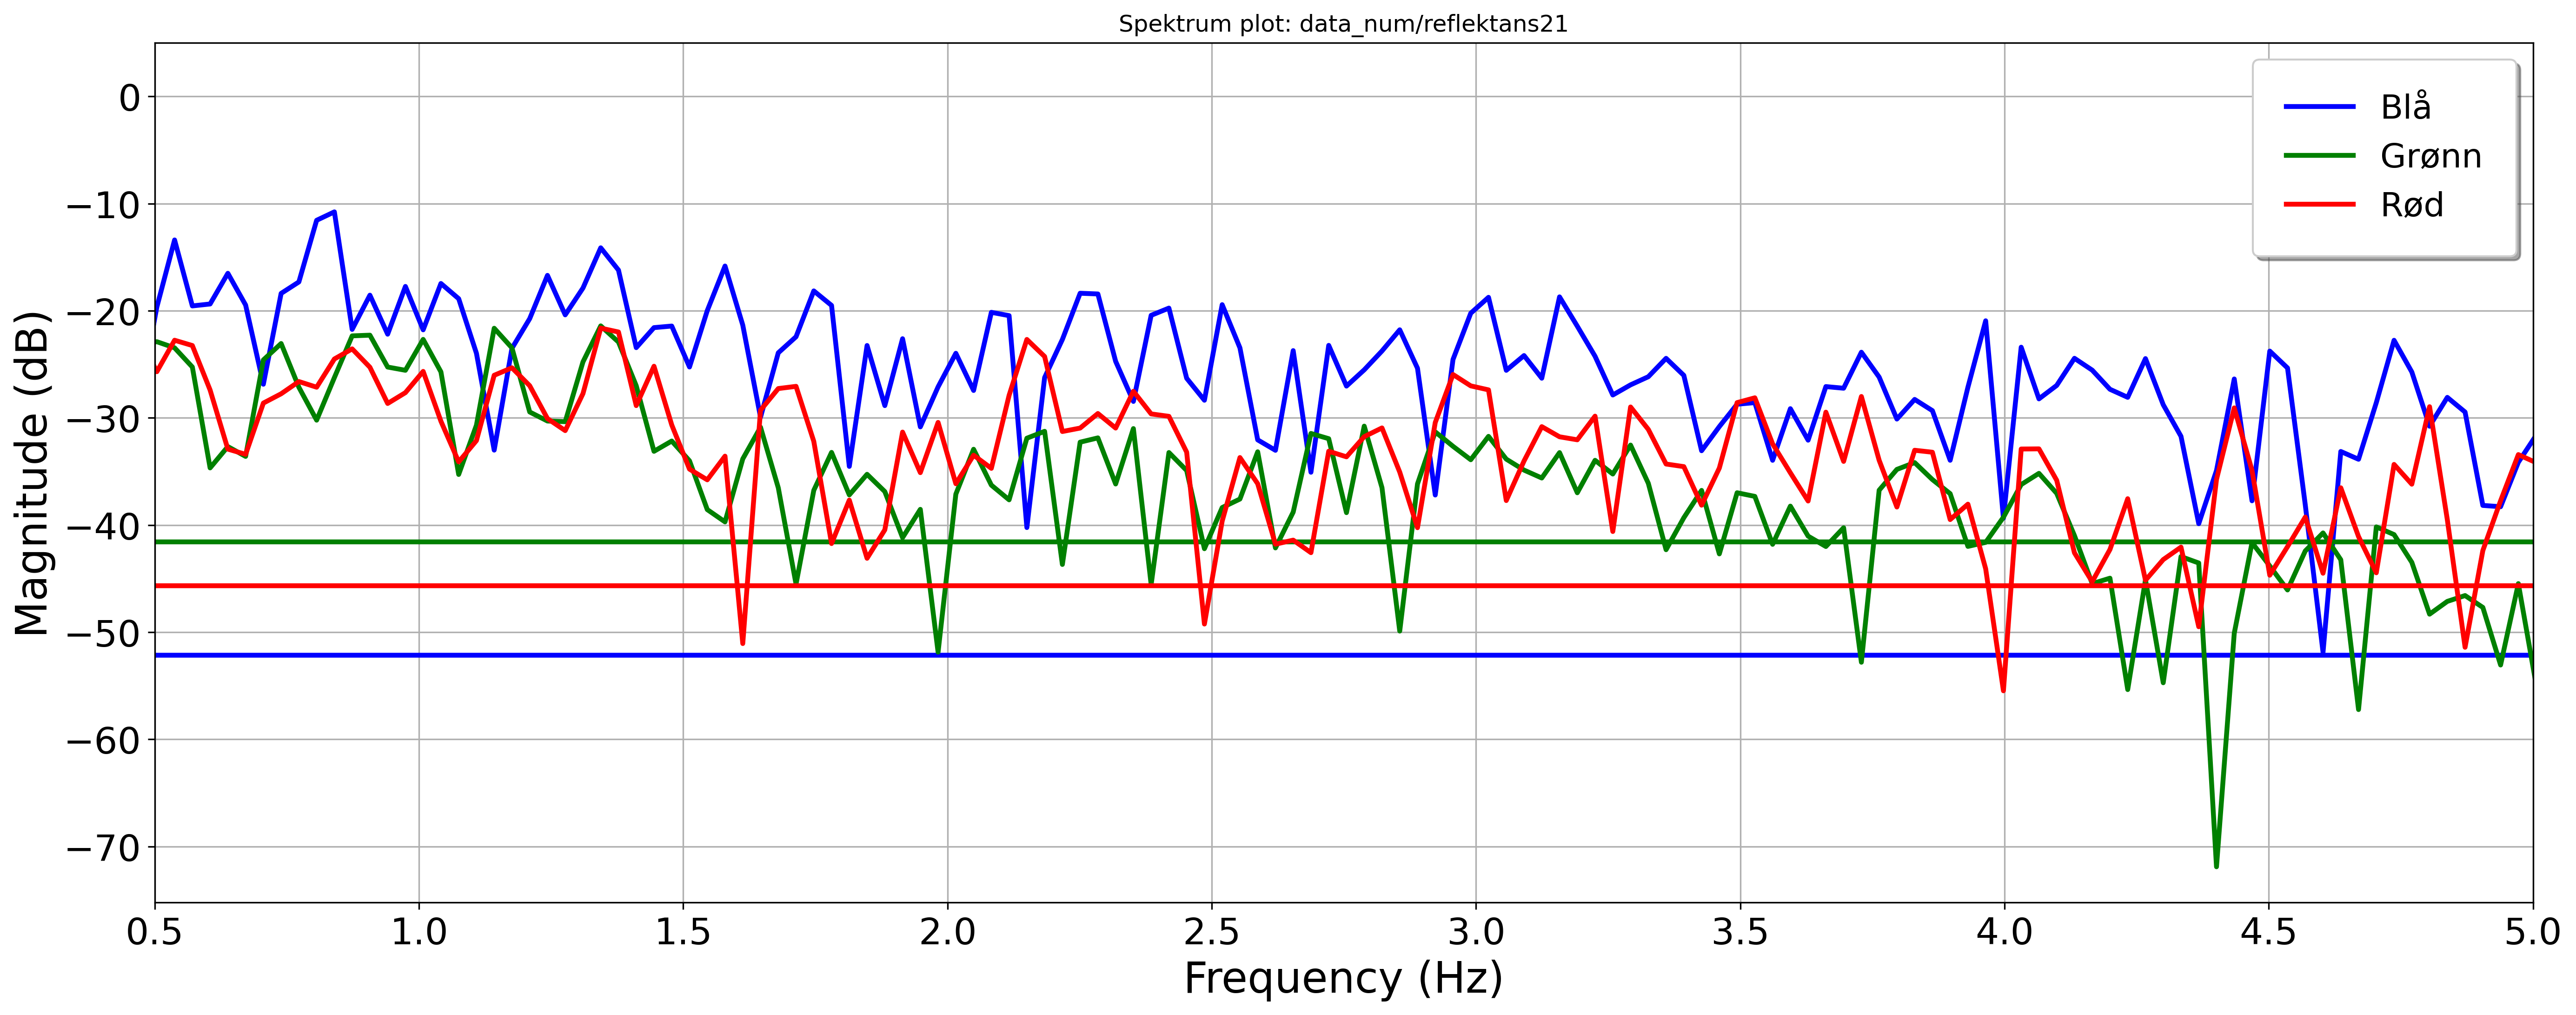 Spektrum plot: data_num/reflektans21
Magnitude (dB)
0
−10
−20
−30
−40
−50
−60
−70
Blå
Grønn
Rød
0.5 1.0 1.5 2.0 2.5 3.0 3.5 4.0 4.5 5.0
Frequency (Hz)